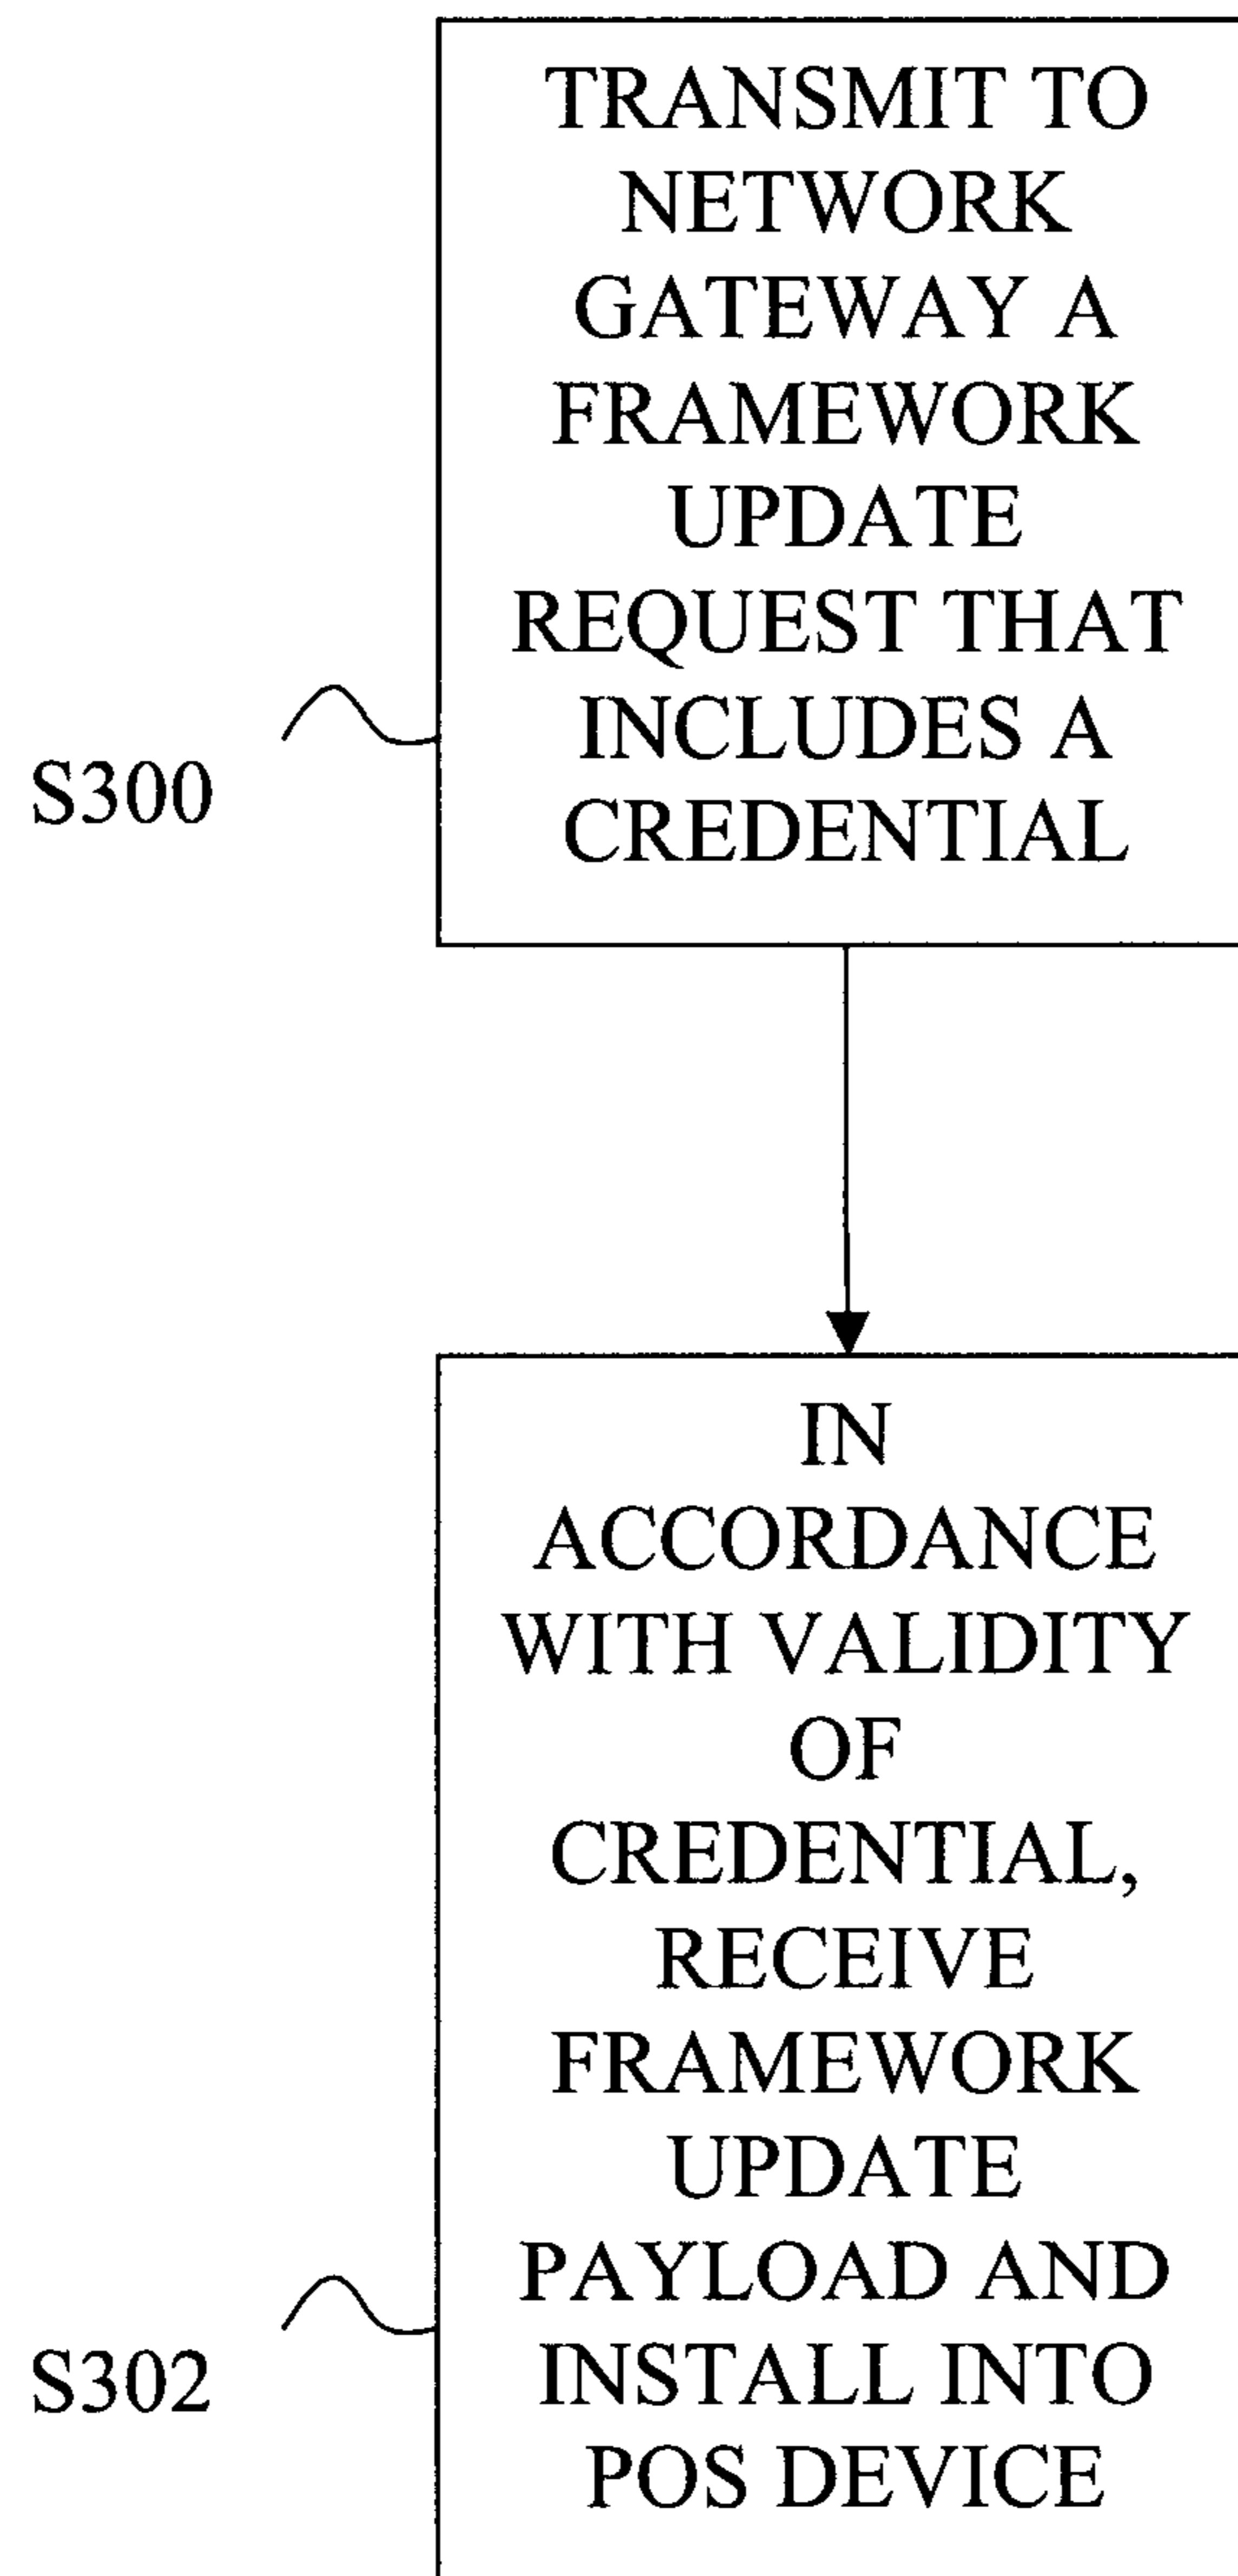 TRANSMIT TO
NETWORK
GATEWAY A
FRAMEWORK
UPDATE
REQUEST THAT
INCLUDES A
CREDENTIAL
S300
IN
ACCORDANCE
WITH VALIDITY
OF
CREDENTIAL,
RECEIVE
FRAMEWORK
UPDATE
PAYLOAD AND
INSTALL INTO
POS DEVICE
S302